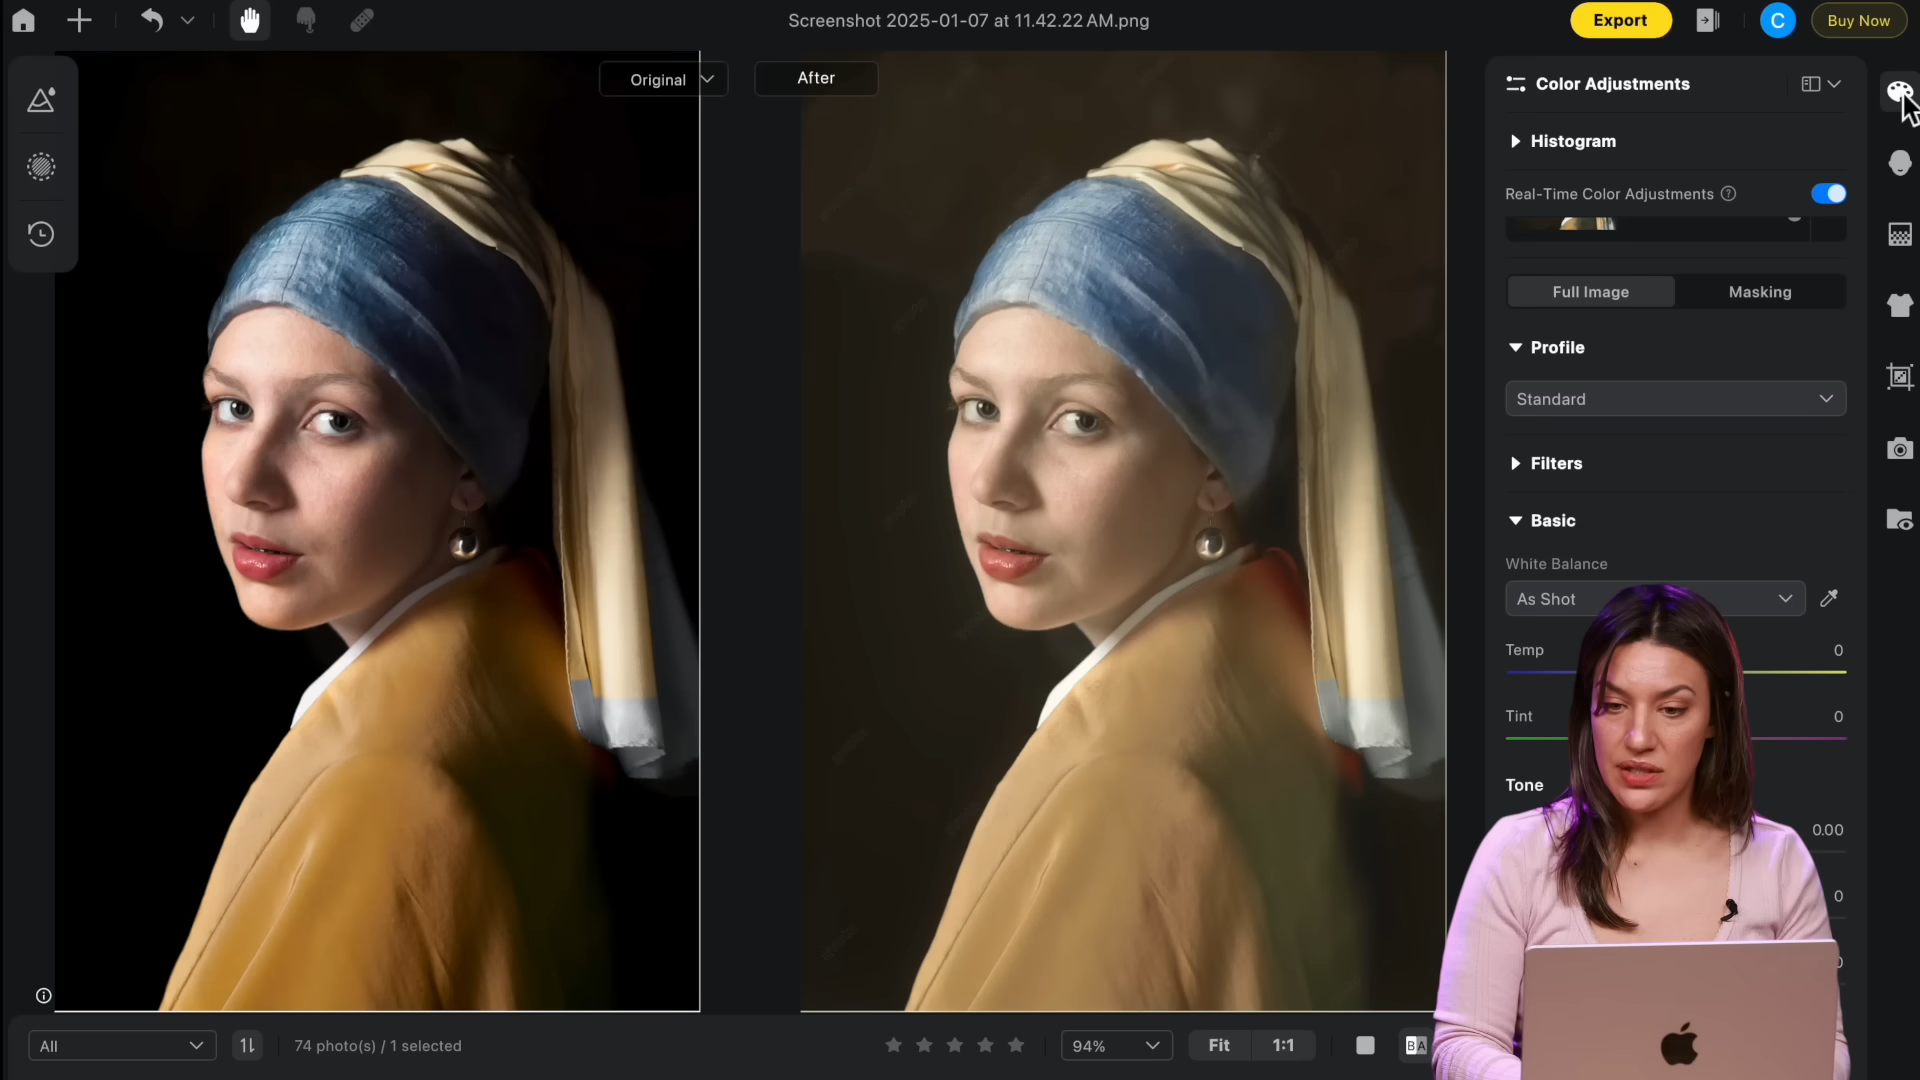 Screenshot 2025-01-07 at 11.42.22 AM.png
Export
C
Buy Now
Original
After
Color Adjustments
Histogram
Real-Time Color Adjustments ?
Full Image
Masking
Profile
Standard
Filters
Basic
White Balance
As Shot
Temp
0
Tint
0
Tone
0.00
0
0
All
74 photo(s) / 1 selected
94%
Fit
1:1
BA